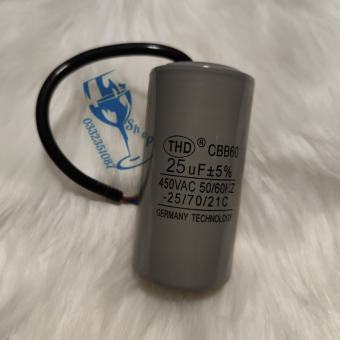 THD ® CBB60
25uF±5%
450VAC 50/60HZ
-25/70/21C
GERMANY TECHNOLOGY